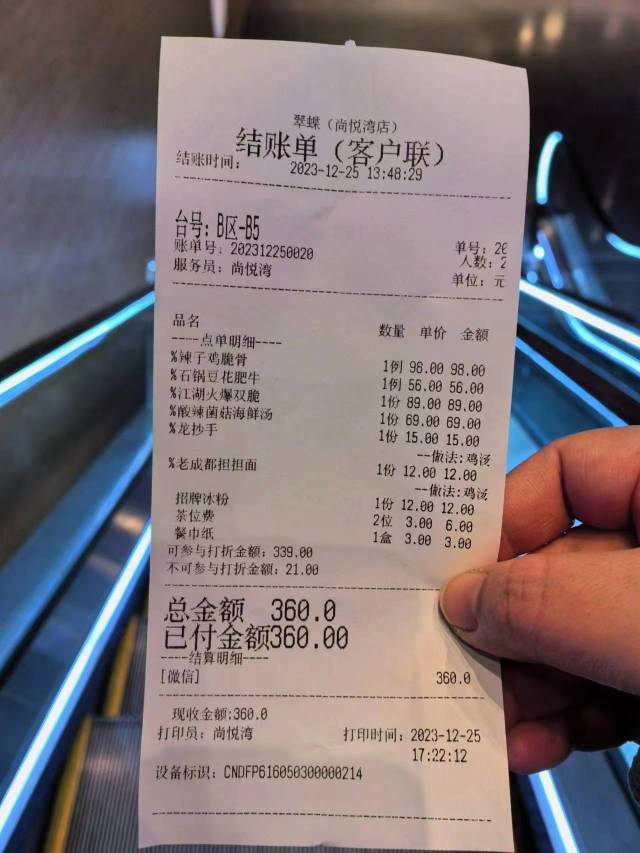 翠蝶（尚悦湾店）
结账单（客户联）
结账时间： 2023-12-25 13:48:29
台号：B区-B5
账单号：202312250020 单号：20
服务员：尚悦湾 人数：2
单位：元
品名 数量 单价 金额
----点单明细----
%辣子鸡脆骨 1例 98.00 98.00
%石锅豆花肥牛 1例 56.00 56.00
%江湖火爆双脆 1份 89.00 89.00
%酸辣菌菇海鲜汤 1份 69.00 69.00
%龙抄手 1份 15.00 15.00
--做法:鸡汤
%老成都担担面 1份 12.00 12.00
--做法:鸡汤
招牌冰粉 1份 12.00 12.00
茶位费 2位 3.00 6.00
餐巾纸 1盒 3.00 3.00
可参与打折金额：339.00
不可参与打折金额：21.00
总金额 360.0
已付金额360.00
----结算明细----
[微信] 360.0
现收金额:360.0
打印员：尚悦湾 打印时间：2023-12-25
17:22:12
设备标识：CNDFP616050300000214